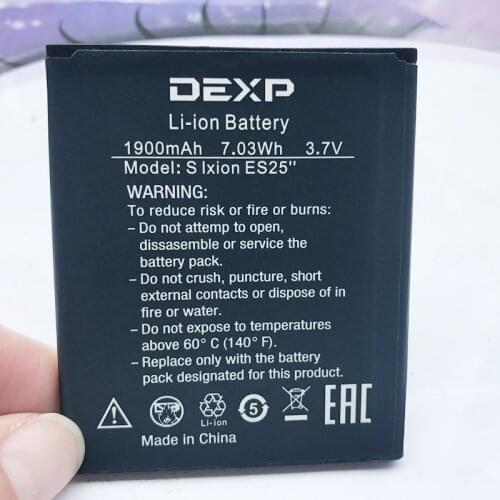 DEXP
Li-ion Battery
1900mAh 7.03Wh 3.7V
Model: S Ixion ES25"
WARNING:
To reduce risk or fire or burns:
– Do not attemp to open,
dissasemble or service the
battery pack.
– Do not crush, puncture, short
external contacts or dispose of in
fire or water.
– Do not expose to temperatures
above 60° C (140° F).
– Replace only with the battery
pack designated for this product.
Li-ion
5
EAC
Made in China